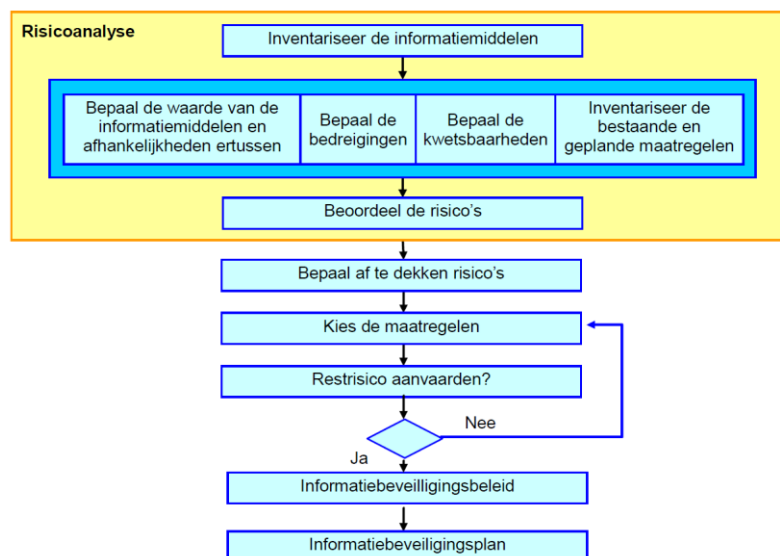 Risicoanalyse
Inventariseer de informatiemiddelen
Bepaal de waarde van de
informatiemiddelen en
afhankelijkheden ertussen
Bepaal de
bedreigingen
Bepaal de
kwetsbaarheden
Inventariseer de
bestaande en
geplande maatregelen
Beoordeel de risico's
Bepaal af te dekken risico's
Kies de maatregelen
Restrisico aanvaarden?
Nee
Ja
Informatiebeveilligingsbeleid
Informatiebeveiligingsplan